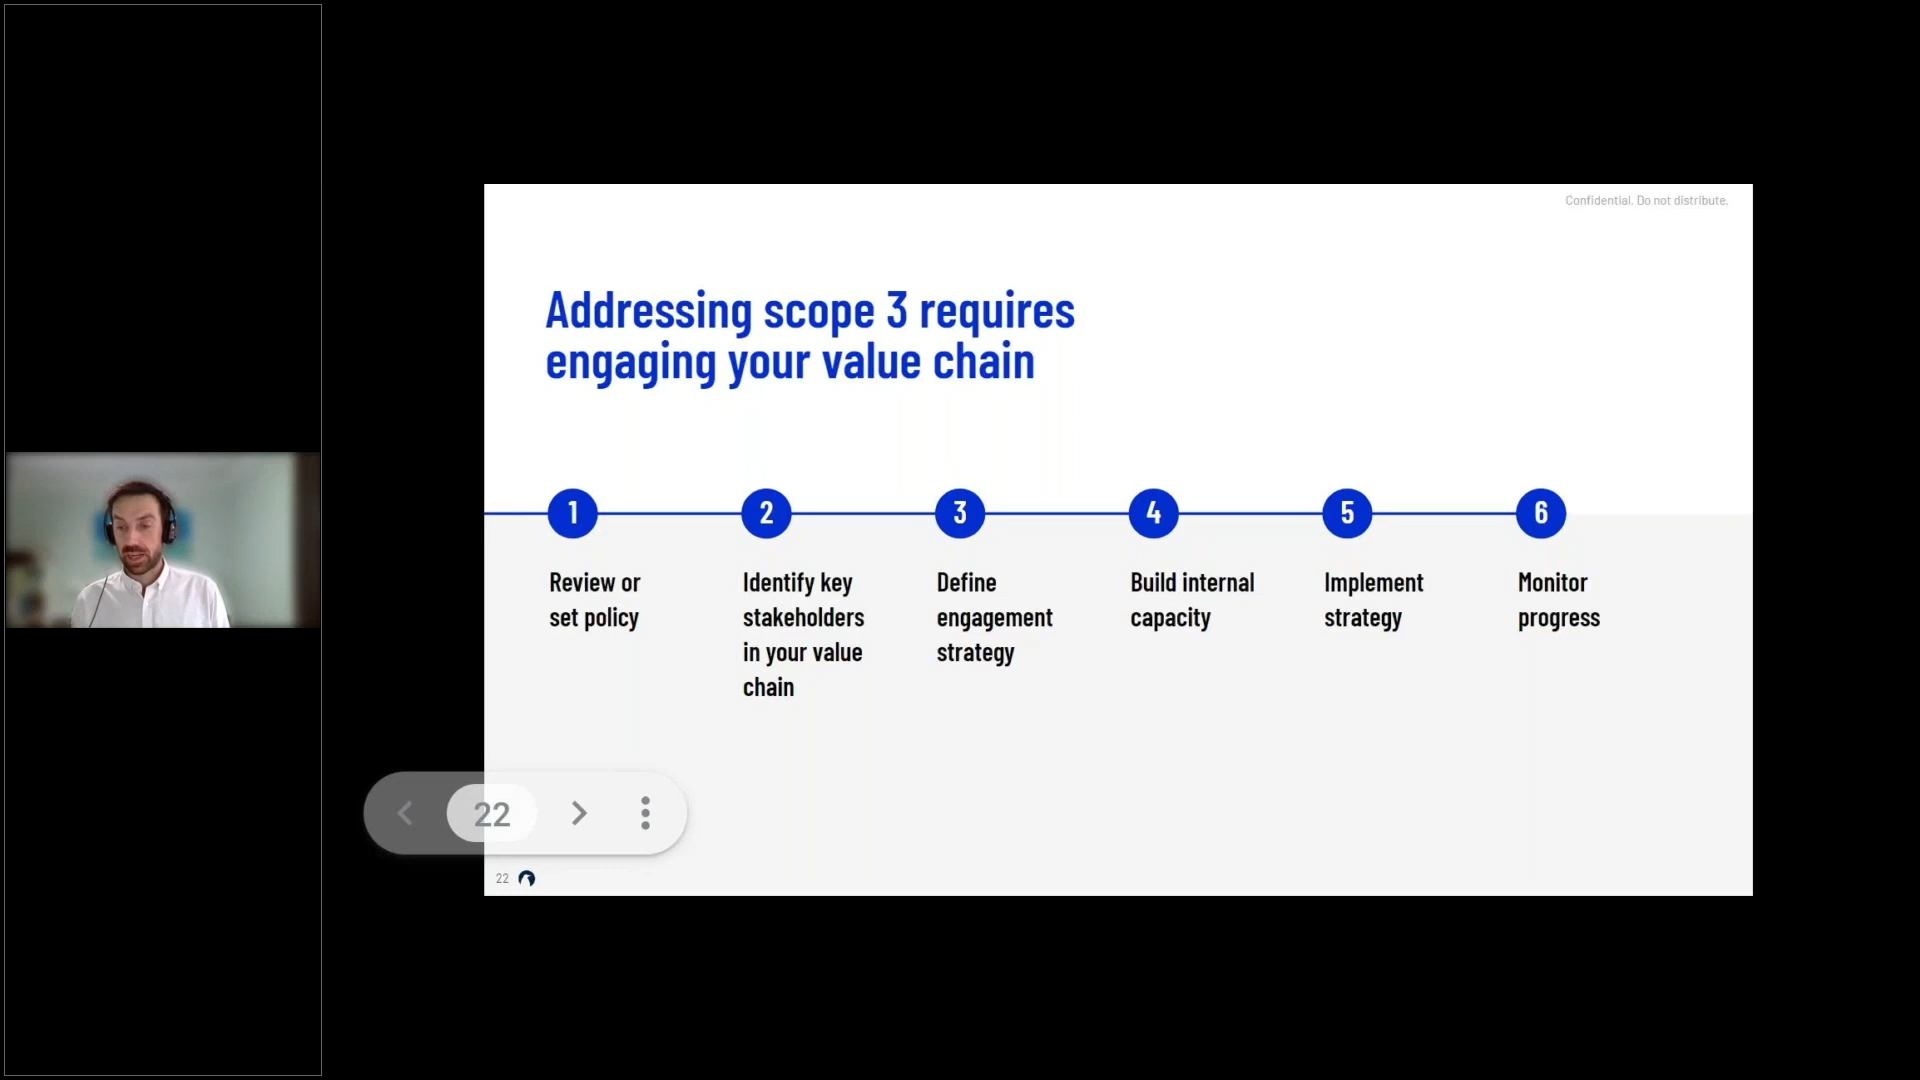 Confidential. Do not distribute.
Addressing scope 3 requires
engaging your value chain
1
Review or
set policy
2
Identify key
stakeholders
in your value
chain
3
Define
engagement
strategy
4
Build internal
capacity
5
Implement
strategy
6
Monitor
progress
22
22